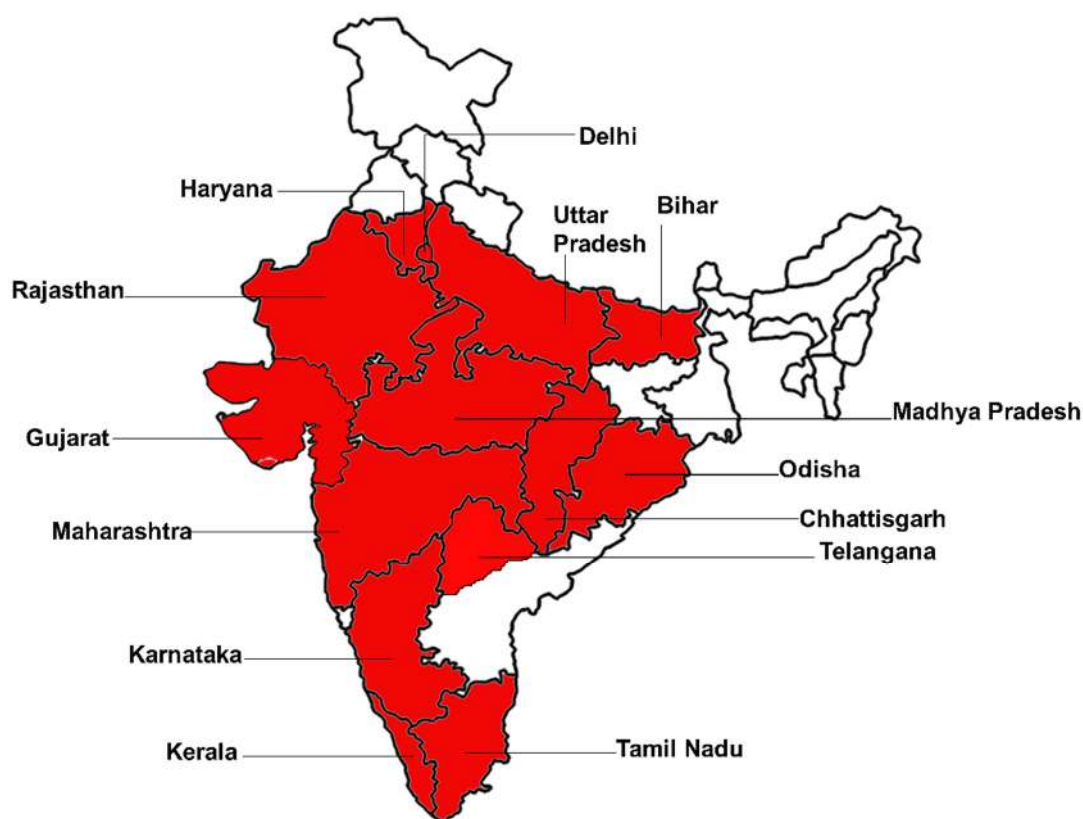 Delhi
Haryana
Uttar
Pradesh
Bihar
Rajasthan
Madhya Pradesh
Gujarat
Odisha
Maharashtra
Chhattisgarh
Telangana
Karnataka
Kerala
Tamil Nadu